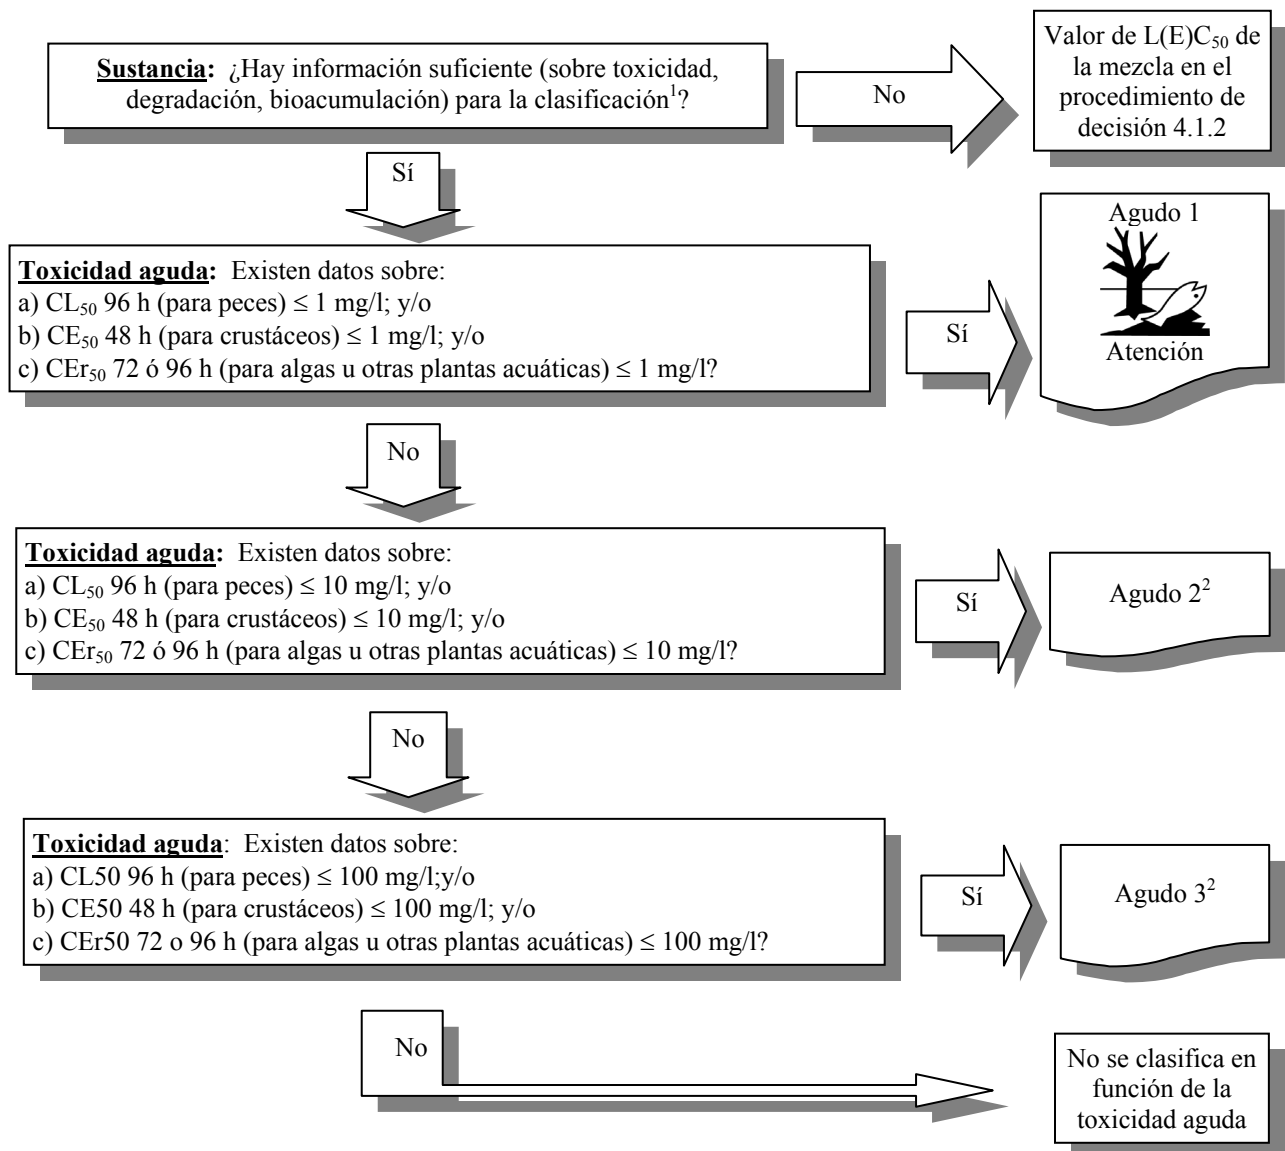 Sustancia: ¿Hay información suficiente (sobre toxicidad,
degradación, bioacumulación) para la clasificación¹?
No
Valor de L(E)C₅₀ de
la mezcla en el
procedimiento de
decisión 4.1.2
Sí
Toxicidad aguda: Existen datos sobre:
a) CL₅₀ 96 h (para peces) ≤ 1 mg/l; y/o
b) CE₅₀ 48 h (para crustáceos) ≤ 1 mg/l; y/o
c) CEr₅₀ 72 ó 96 h (para algas u otras plantas acuáticas) ≤ 1 mg/l?
Sí
Agudo 1
Atención
No
Toxicidad aguda: Existen datos sobre:
a) CL₅₀ 96 h (para peces) ≤ 10 mg/l; y/o
b) CE₅₀ 48 h (para crustáceos) ≤ 10 mg/l; y/o
c) CEr₅₀ 72 ó 96 h (para algas u otras plantas acuáticas) ≤ 10 mg/l?
Sí
Agudo 2²
No
Toxicidad aguda: Existen datos sobre:
a) CL50 96 h (para peces) ≤ 100 mg/l;y/o
b) CE50 48 h (para crustáceos) ≤ 100 mg/l; y/o
c) CEr50 72 o 96 h (para algas u otras plantas acuáticas) ≤ 100 mg/l?
Sí
Agudo 3²
No
No se clasifica en
función de la
toxicidad aguda